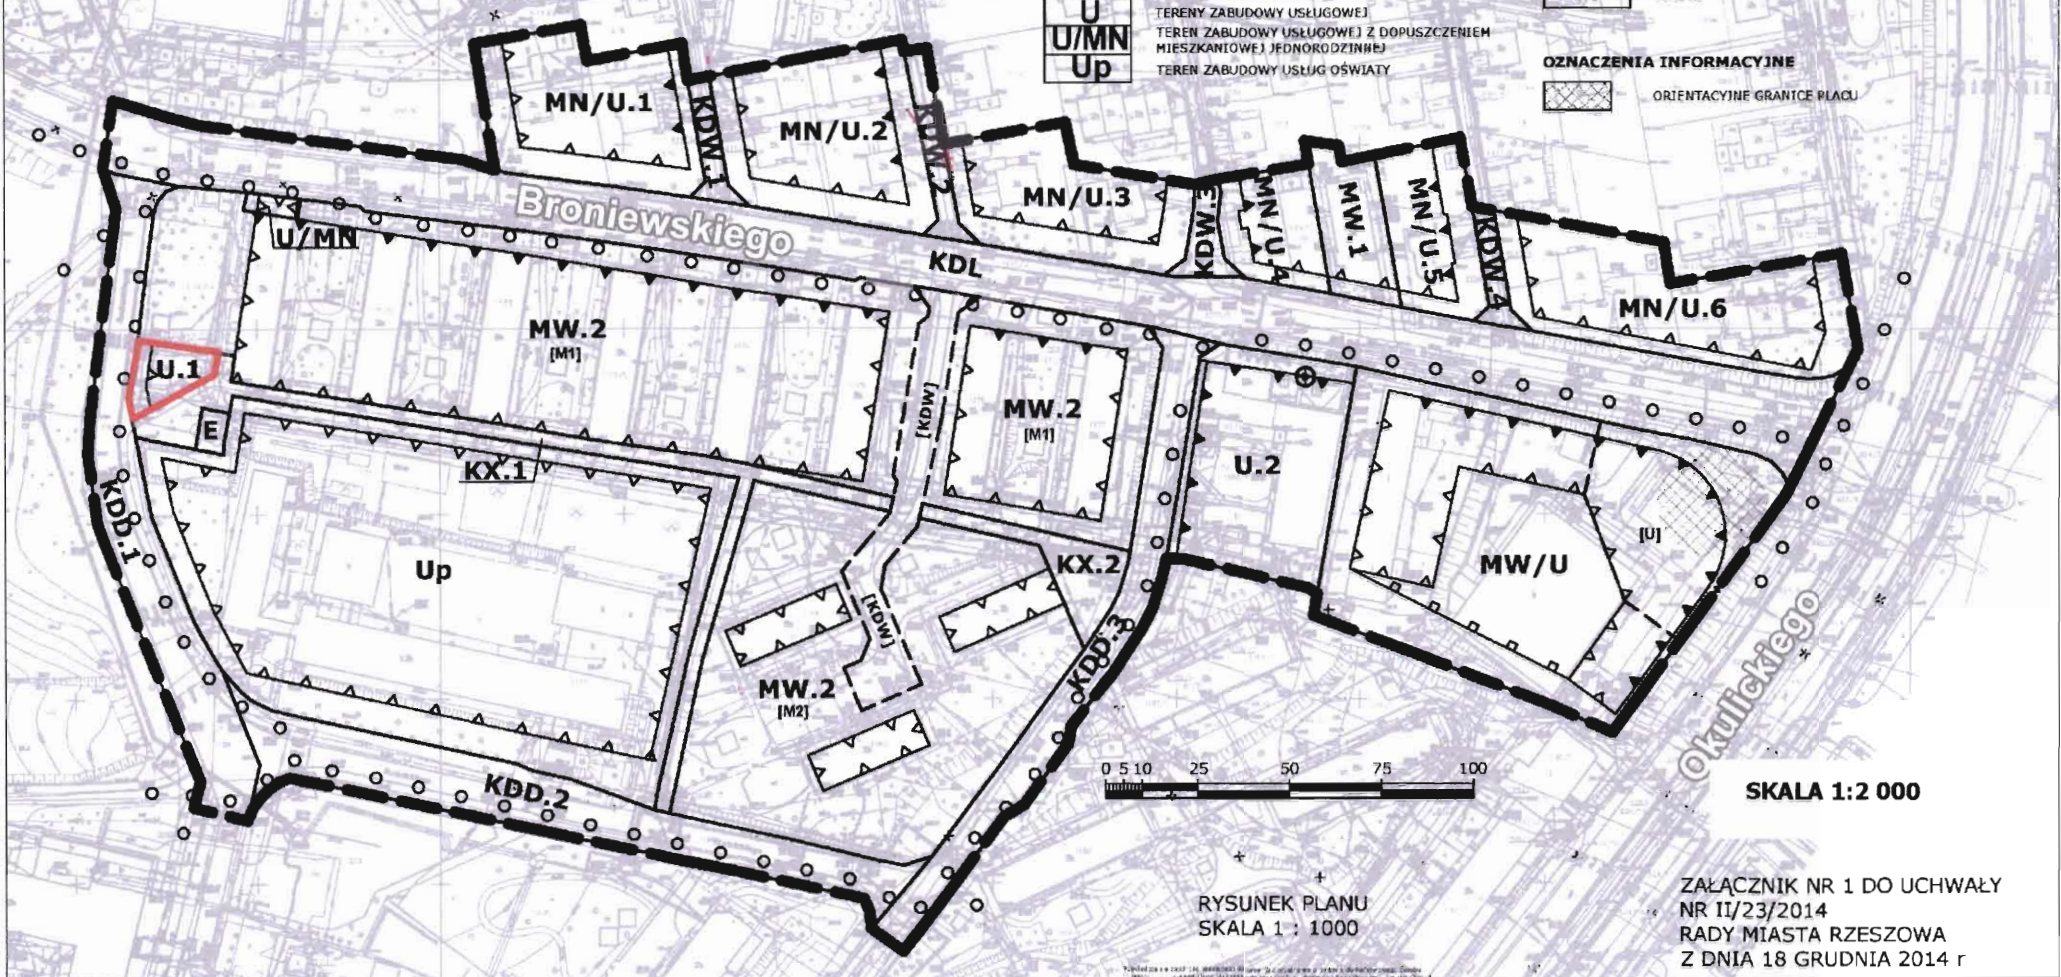 U TERENY ZABUDOWY USŁUGOWEJ
U/MN TEREN ZABUDOWY USŁUGOWEJ Z DOPUSZCZENIEM
MIESZKANIOWEJ JEDNORODZINNEJ
Up TEREN ZABUDOWY USŁUG OŚWIATY
OZNACZENIA INFORMACYJNE
ORIENTACYJNE GRANICE PLACU
MN/U.1
KDW.1
MN/U.2
KDW.2
MN/U.3
KDW.3
MN/U.4
MW.1
MN/U.5
KDW.4
MN/U.6
Broniewskiego
KDL
U/MN
MW.2
[M1]
U.1
E
KX.1
[KDW]
MW.2
[M1]
U.2
MW/U
[U]
KDD.1
Up
KX.2
[KDW]
KDD.3
MW.2
[M2]
KDD.2
Okulickiego
0 5 10 25 50 75 100
SKALA 1:2 000
RYSUNEK PLANU
SKALA 1 : 1000
ZAŁĄCZNIK NR 1 DO UCHWAŁY
NR II/23/2014
RADY MIASTA RZESZOWA
Z DNIA 18 GRUDNIA 2014 r